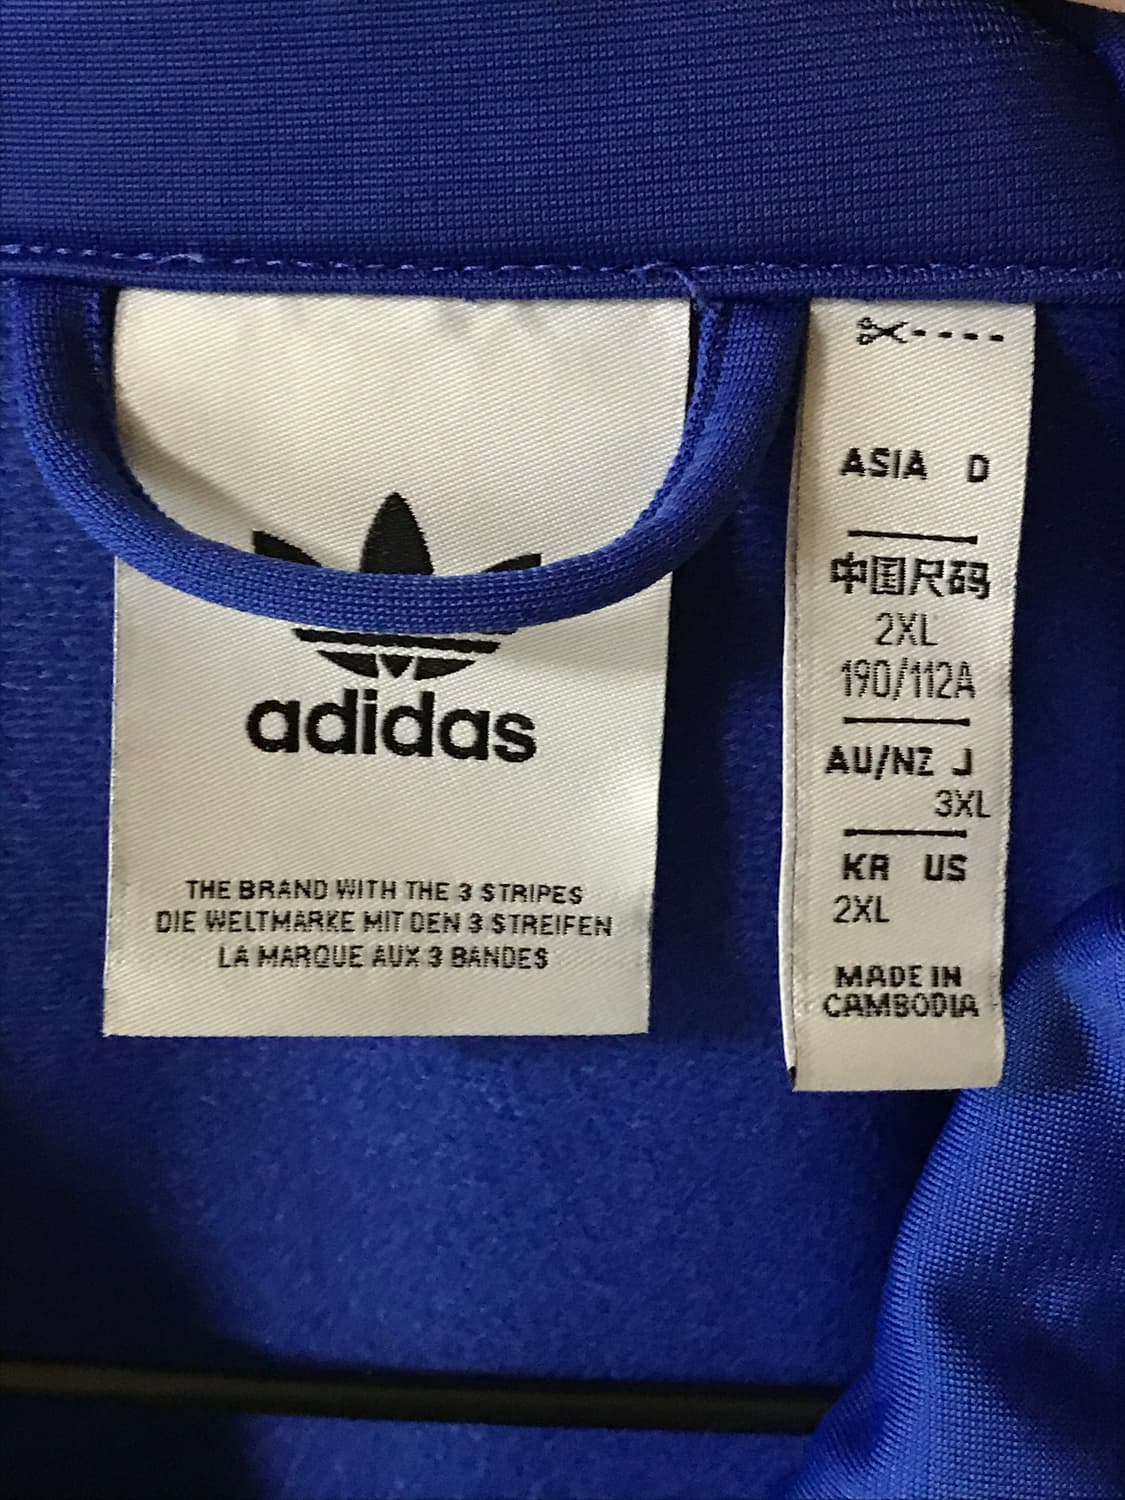 adidas
THE BRAND WITH THE 3 STRIPES
DIE WELTMARKE MIT DEN 3 STREIFEN
LA MARQUE AUX 3 BANDES
ASIA D
中国尺码
2XL
190/112A
AU/NZ J
3XL
KR US
2XL
MADE IN
CAMBODIA